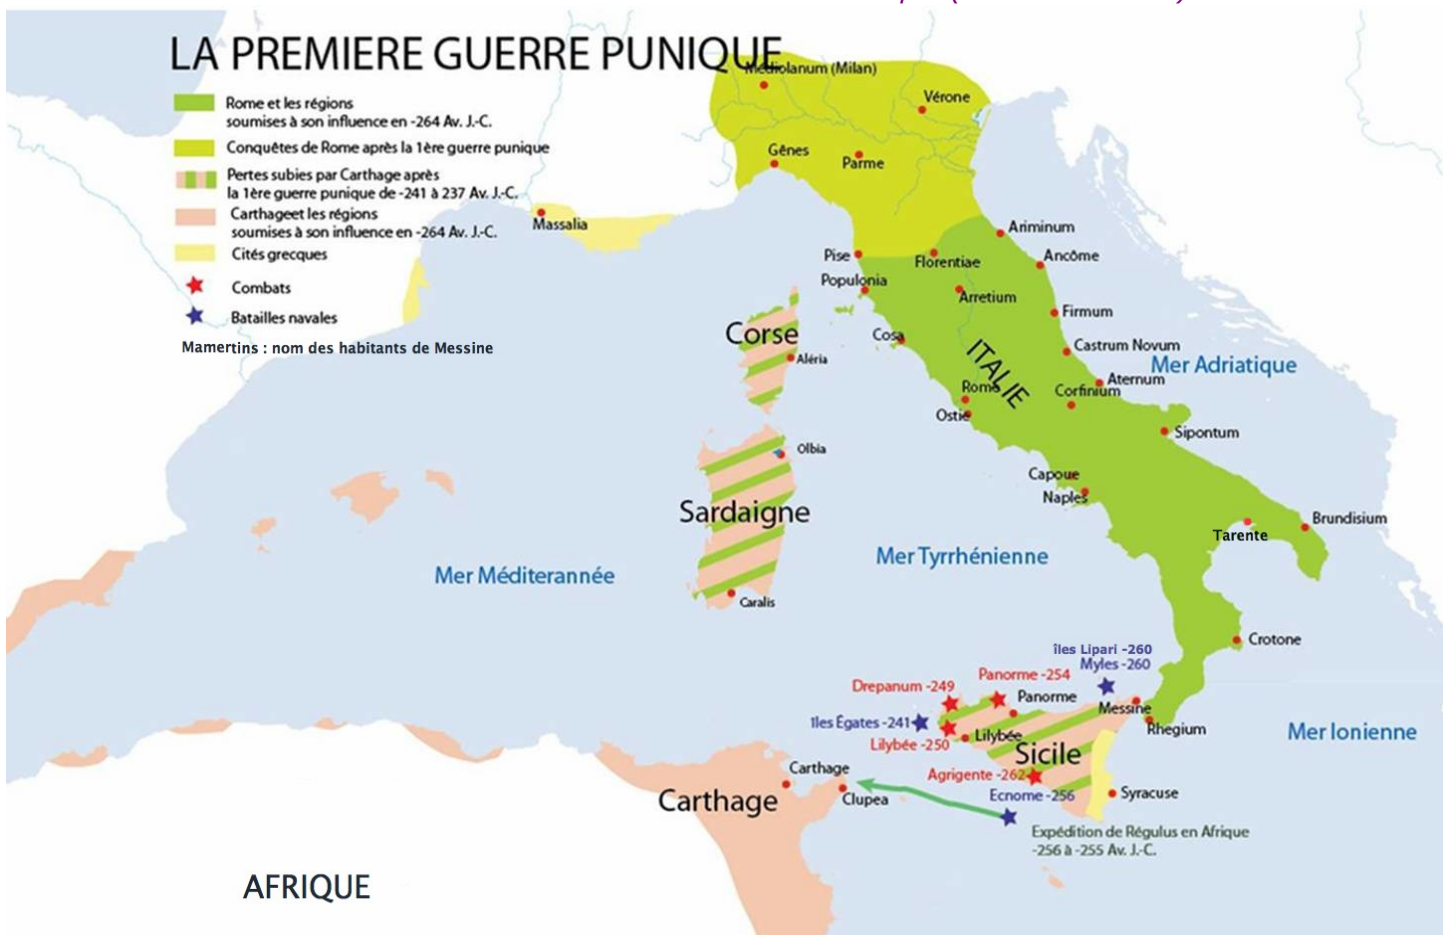 LA PREMIERE GUERRE PUNIQUE
Rome et les régions
soumises à son influence en -264 Av. J.-C.
Conquêtes de Rome après la 1ère guerre punique
Pertes subies par Carthage après
la 1ère guerre punique de -241 à 237 Av. J.-C.
Carthageet les régions
soumises à son influence en -264 Av. J.-C.
Cités grecques
Combats
Batailles navales
Mamertins : nom des habitants de Messine
Médiolanum (Milan)
Vérone
Gênes
Parme
Massalia
Ariminum
Pise
Florentiae
Ancôme
Populonia
Arretium
Firmum
Corse
Cosa
Castrum Novum
Aléria
ITALIE
Mer Adriatique
Aternum
Rome
Corfinium
Ostie
Sipontum
Olbia
Capoue
Naples
Sardaigne
Brundisium
Tarente
Mer Tyrrhénienne
Mer Méditerannée
Caralis
Crotone
îles Lipari -260
Myles -260
Panorme -254
Drepanum -249
Panorme
Messine
Iles Égates -241
Rhegium
Lilybée
Mer Ionienne
Lilybée -250
Sicile
Carthage
Agrigente -262
Clupea
Carthage
Ecnome -256
Syracuse
Expédition de Régulus en Afrique
-256 à -255 Av. J.-C.
AFRIQUE